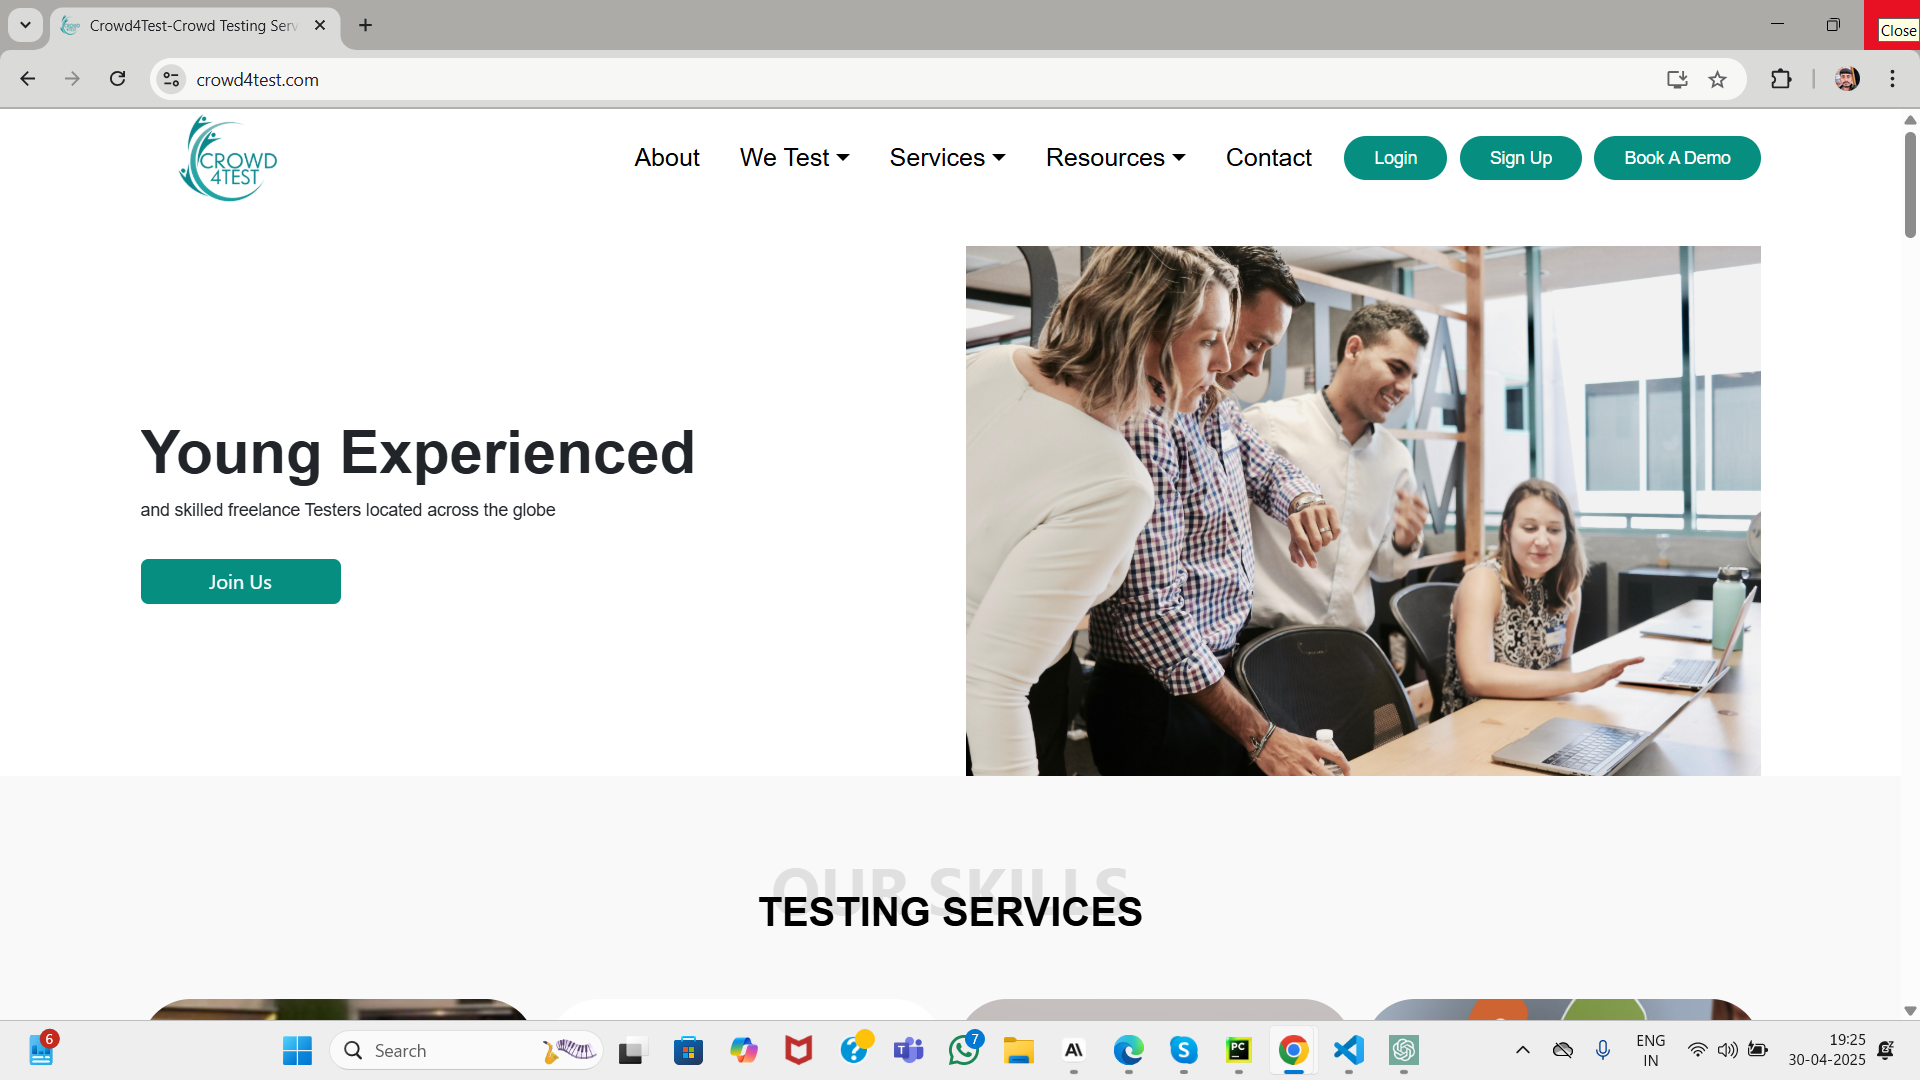 Crowd4Test-Crowd Testing Serv
Close
crowd4test.com
CROWD
4TEST
About
We Test
Services
Resources
Contact
Login
Sign Up
Book A Demo
Young Experienced
and skilled freelance Testers located across the globe
Join Us
OUR SKILLS
TESTING SERVICES
6
Search
7
PC
ENG
IN
19:25
30-04-2025